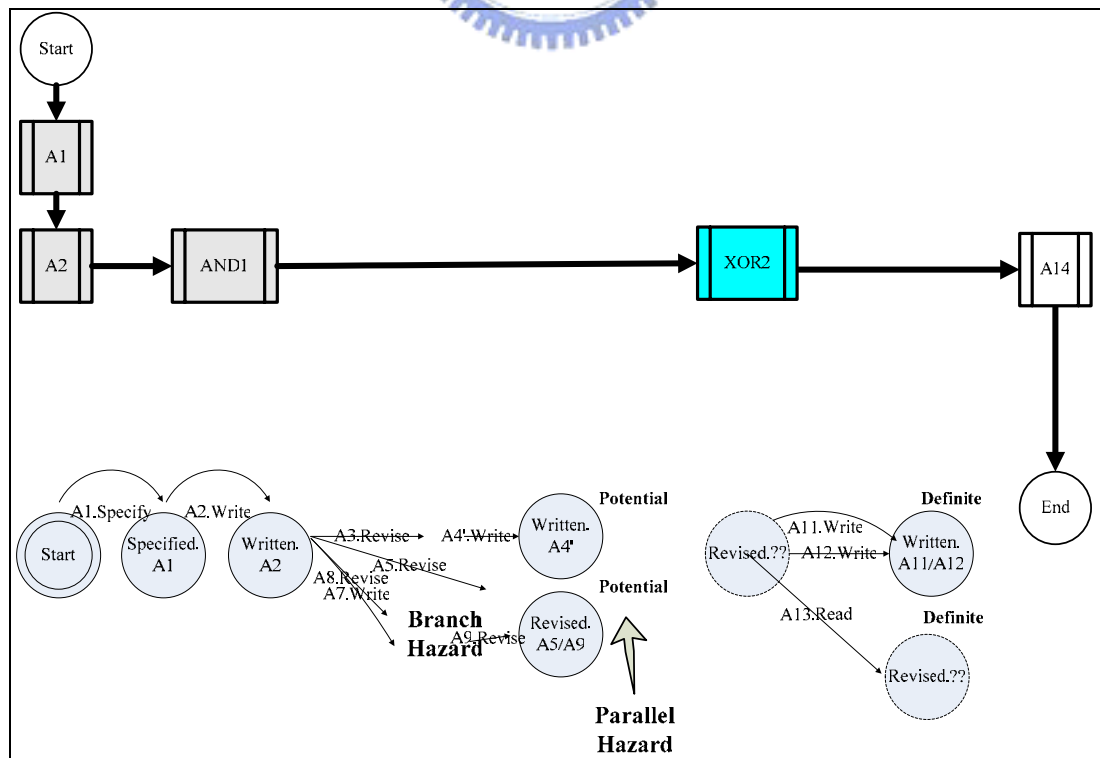 Start
A1
A2
AND1
XOR2
A14
End
A1.Specify
A2.Write
Start
Specified.
A1
Written.
A2
A3.Revise
A4'.Write
A5.Revise
A8.Revise
A7.Write
Branch
Hazard
A9.Revise
Potential
Written.
A4'
Potential
Revised.
A5/A9
Parallel
Hazard
Definite
Revised.??
A11.Write
A12.Write
Written.
A11/A12
A13.Read
Definite
Revised.??